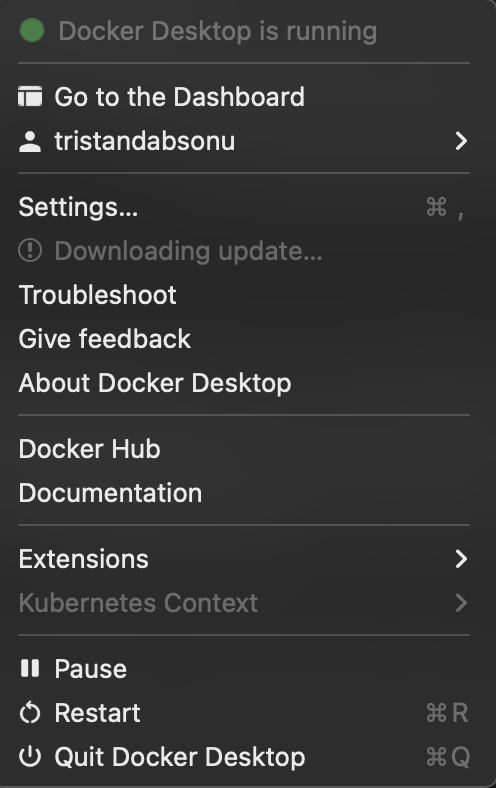 Docker Desktop is running
Go to the Dashboard
tristandabsonu
Settings... ⌘ ,
Downloading update...
Troubleshoot
Give feedback
About Docker Desktop
Docker Hub
Documentation
Extensions
Kubernetes Context
Pause
Restart ⌘R
Quit Docker Desktop ⌘Q